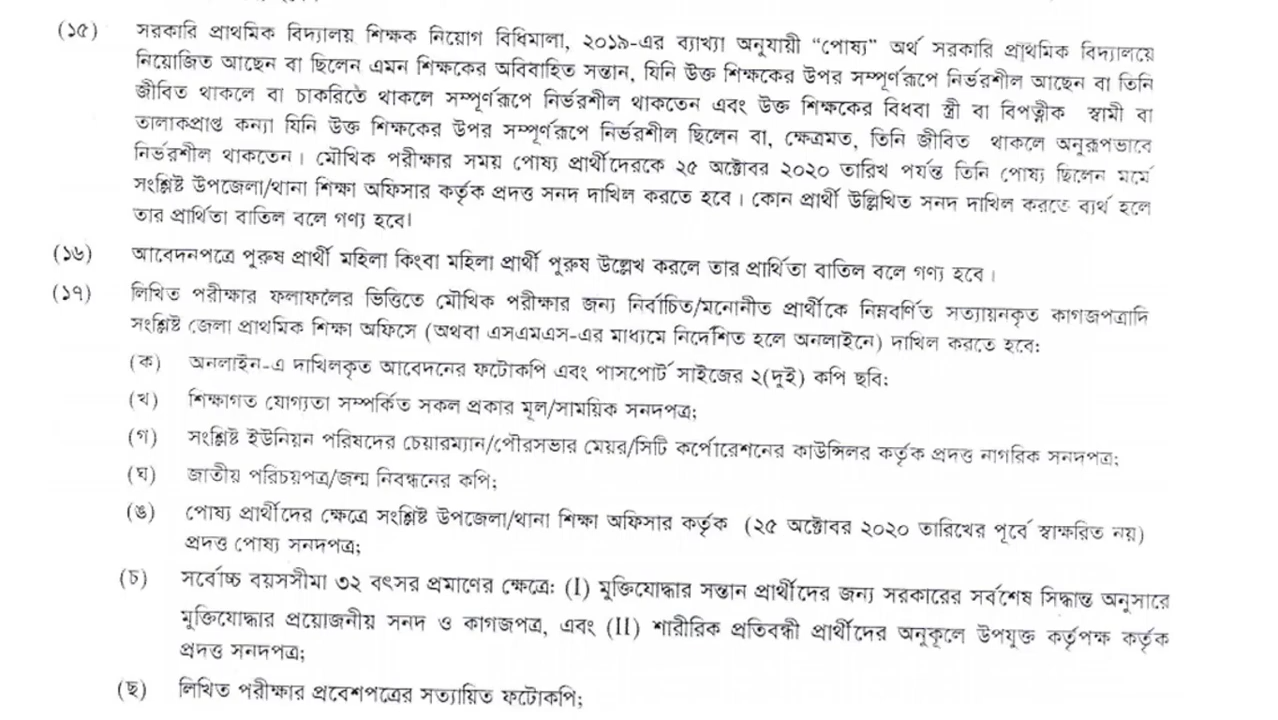 (১৫) সরকারি প্রাথমিক বিদ্যালয় শিক্ষক নিয়োগ বিধিমালা, ২০১৯-এর ব্যাখ্যা অনুযায়ী “পোষ্য” অর্থ সরকারি প্রাথমিক বিদ্যালয়ে
নিয়োজিত আছেন বা ছিলেন এমন শিক্ষকের অবিবাহিত সন্তান, যিনি উক্ত শিক্ষকের উপর সম্পূর্ণরূপে নির্ভরশীল আছেন বা তিনি
জীবিত থাকলে বা চাকরিতে থাকলে সম্পূর্ণরূপে নির্ভরশীল থাকতেন এবং উক্ত শিক্ষকের বিধবা স্ত্রী বা বিপত্নীক স্বামী বা
তালাকপ্রাপ্ত কন্যা যিনি উক্ত শিক্ষকের উপর সম্পূর্ণরূপে নির্ভরশীল ছিলেন বা, ক্ষেত্রমত, তিনি জীবিত থাকলে অনুরূপভাবে
নির্ভরশীল থাকতেন। মৌখিক পরীক্ষার সময় পোষ্য প্রার্থীদেরকে ২৫ অক্টোবর ২০২০ তারিখ পর্যন্ত তিনি পোষ্য ছিলেন মর্মে
সংশ্লিষ্ট উপজেলা/থানা শিক্ষা অফিসার কর্তৃক প্রদত্ত সনদ দাখিল করতে হবে। কোন প্রার্থী উল্লিখিত সনদ দাখিল করতে ব্যর্থ হলে
তার প্রার্থিতা বাতিল বলে গণ্য হবে।
(১৬) আবেদনপত্রে পুরুষ প্রার্থী মহিলা কিংবা মহিলা প্রার্থী পুরুষ উল্লেখ করলে তার প্রার্থিতা বাতিল বলে গণ্য হবে।
(১৭) লিখিত পরীক্ষার ফলাফলের ভিত্তিতে মৌখিক পরীক্ষার জন্য নির্বাচিত/মনোনীত প্রার্থীকে নিম্নবর্ণিত সত্যায়নকৃত কাগজপত্রাদি
সংশ্লিষ্ট জেলা প্রাথমিক শিক্ষা অফিসে (অথবা এসএমএস-এর মাধ্যমে নির্দেশিত হলে অনলাইনে) দাখিল করতে হবে:
(ক) অনলাইন-এ দাখিলকৃত আবেদনের ফটোকপি এবং পাসপোর্ট সাইজের ২(দুই) কপি ছবি:
(খ) শিক্ষাগত যোগ্যতা সম্পর্কিত সকল প্রকার মূল/সাময়িক সনদপত্র;
(গ) সংশ্লিষ্ট ইউনিয়ন পরিষদের চেয়ারম্যান/পৌরসভার মেয়র/সিটি কর্পোরেশনের কাউন্সিলর কর্তৃক প্রদত্ত নাগরিক সনদপত্র;
(ঘ) জাতীয় পরিচয়পত্র/জন্ম নিবন্ধনের কপি;
(ঙ) পোষ্য প্রার্থীদের ক্ষেত্রে সংশ্লিষ্ট উপজেলা/থানা শিক্ষা অফিসার কর্তৃক (২৫ অক্টোবর ২০২০ তারিখের পূর্বে স্বাক্ষরিত নয়)
প্রদত্ত পোষ্য সনদপত্র;
(চ) সর্বোচ্চ বয়সসীমা ৩২ বৎসর প্রমাণের ক্ষেত্রে: (I) মুক্তিযোদ্ধার সন্তান প্রার্থীদের জন্য সরকারের সর্বশেষ সিদ্ধান্ত অনুসারে
মুক্তিযোদ্ধার প্রয়োজনীয় সনদ ও কাগজপত্র, এবং (II) শারীরিক প্রতিবন্ধী প্রার্থীদের অনুকূলে উপযুক্ত কর্তৃপক্ষ কর্তৃক
প্রদত্ত সনদপত্র;
(ছ) লিখিত পরীক্ষার প্রবেশপত্রের সত্যায়িত ফটোকপি;